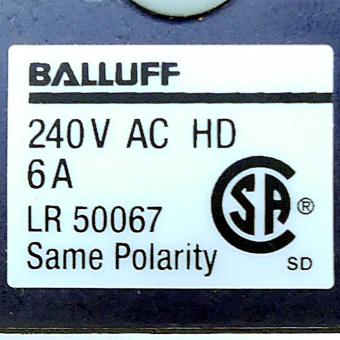 BALLUFF
240V AC HD
6A
LR 50067
Same Polarity
SA ®
SD